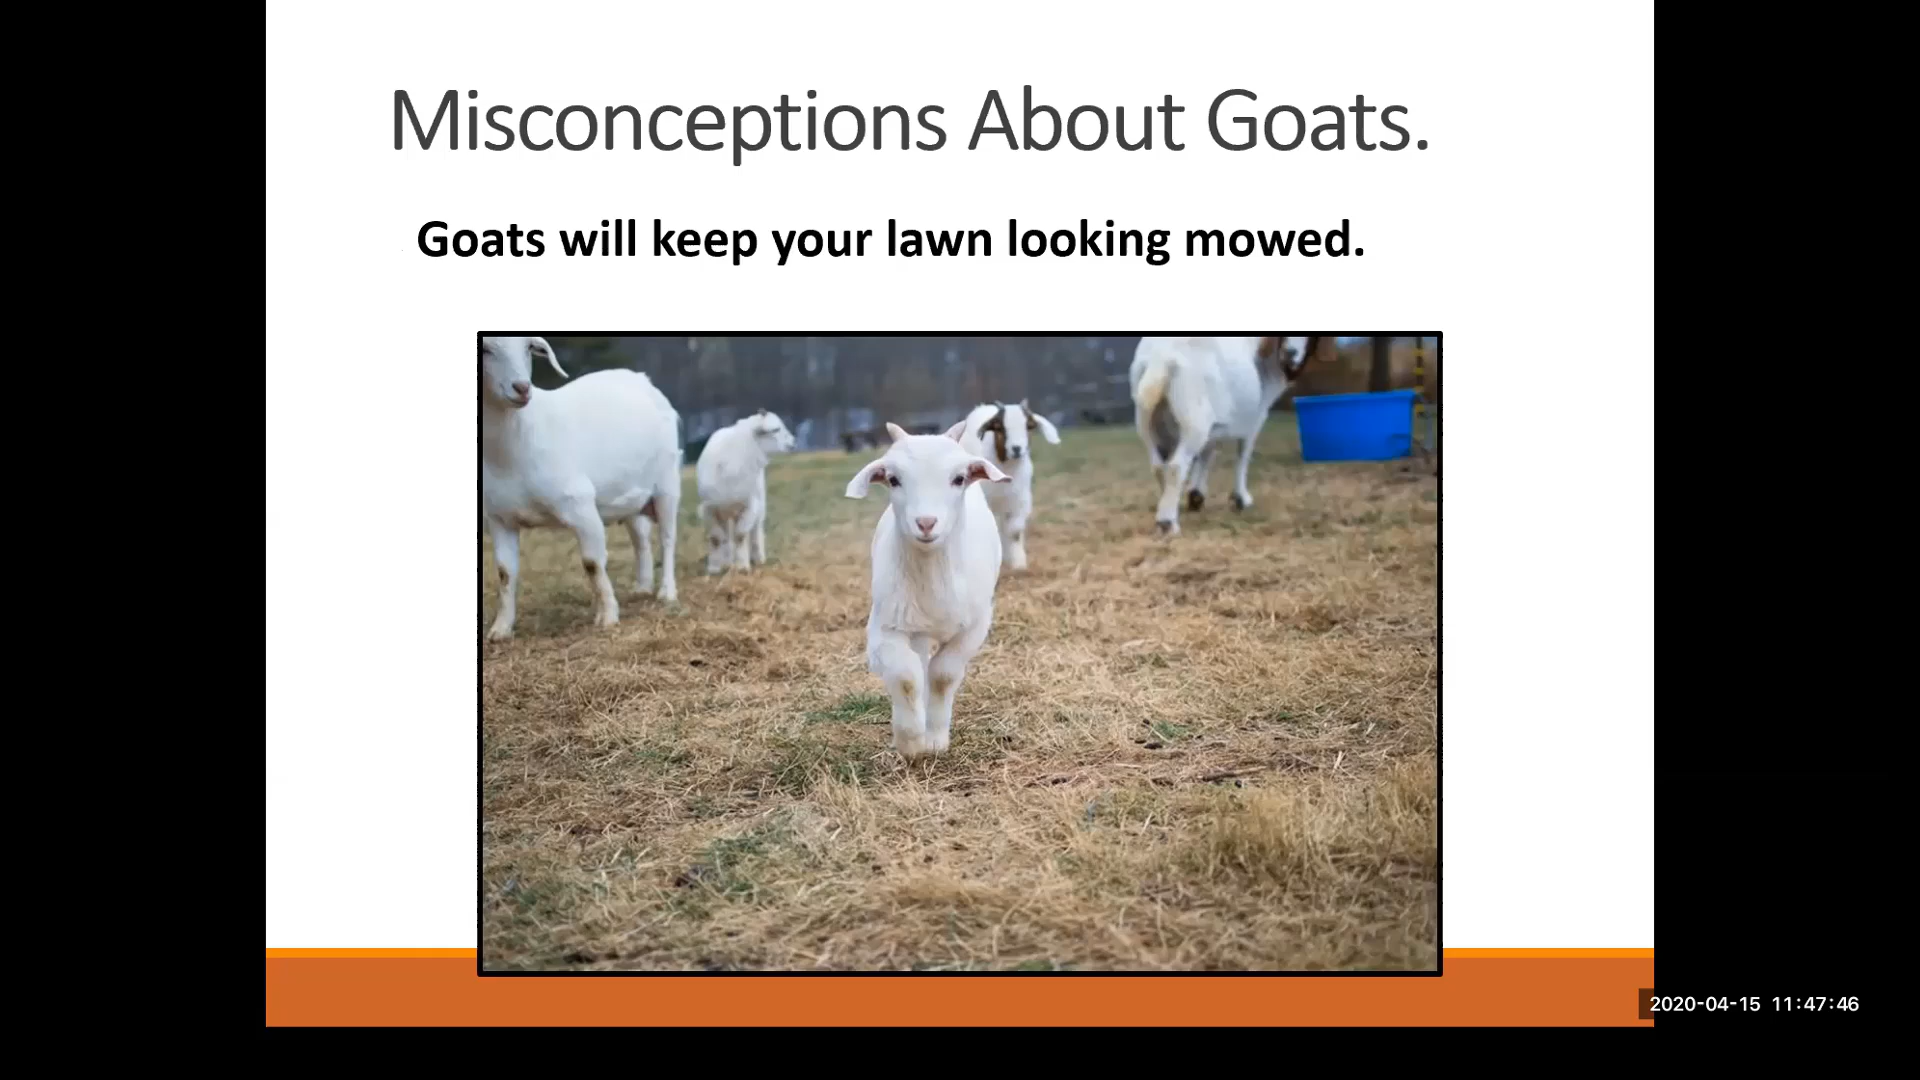 Misconceptions About Goats.
Goats will keep your lawn looking mowed.
2020-04-15 11:47:46